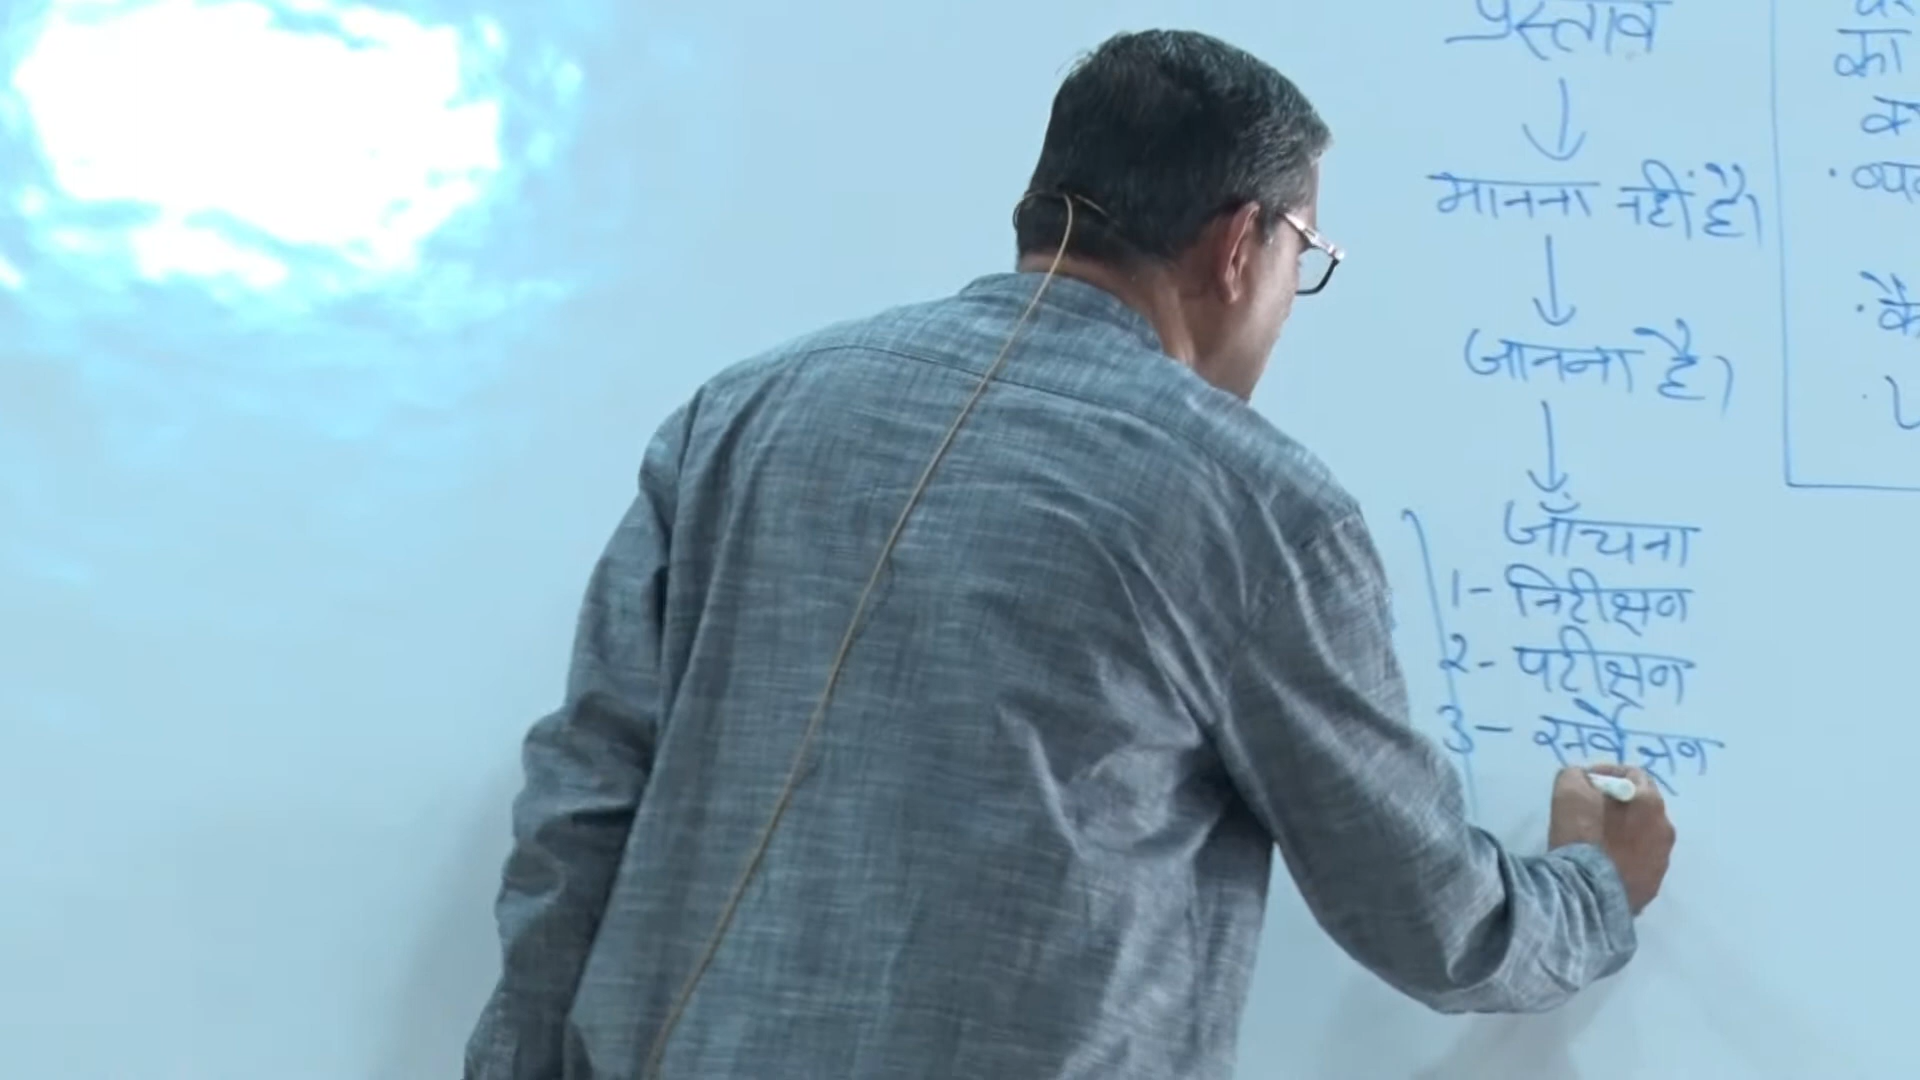 प्रस्ताव
↓
मानना नहीं है।
↓
जानना है।
↓
जाँचना
1- निरीक्षण
2- परीक्षण
3- सर्वेक्षण
का